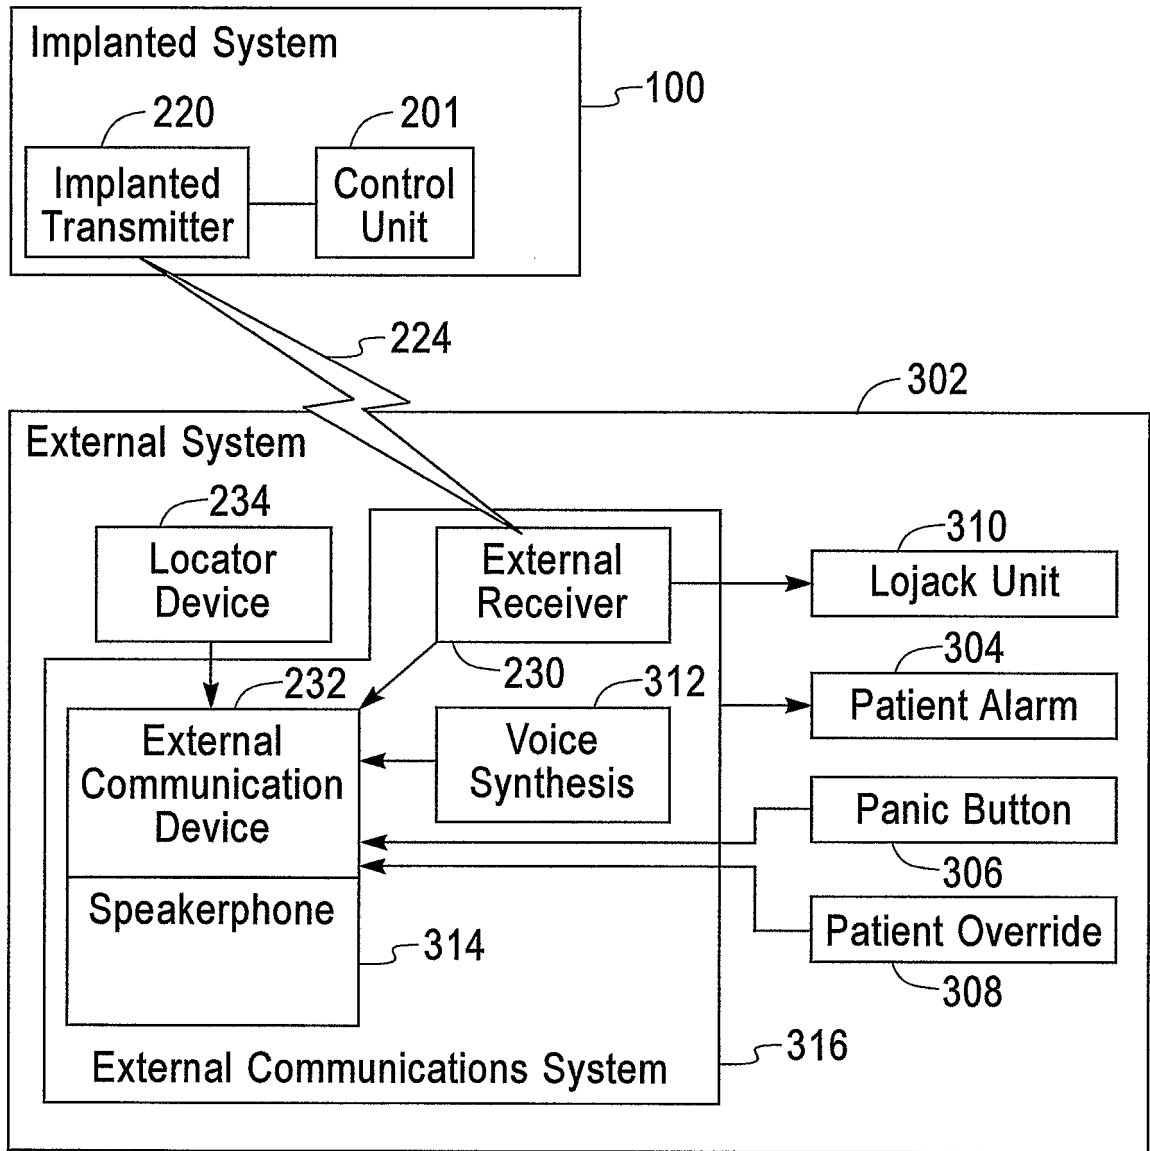 Implanted System
100
220
201
Implanted
Transmitter
Control
Unit
224
302
External System
234
Locator
Device
External
Receiver
230
310
Lojack Unit
304
Patient Alarm
232
External
Communication
Device
312
Voice
Synthesis
Panic Button
306
Speakerphone
314
Patient Override
308
External Communications System
316